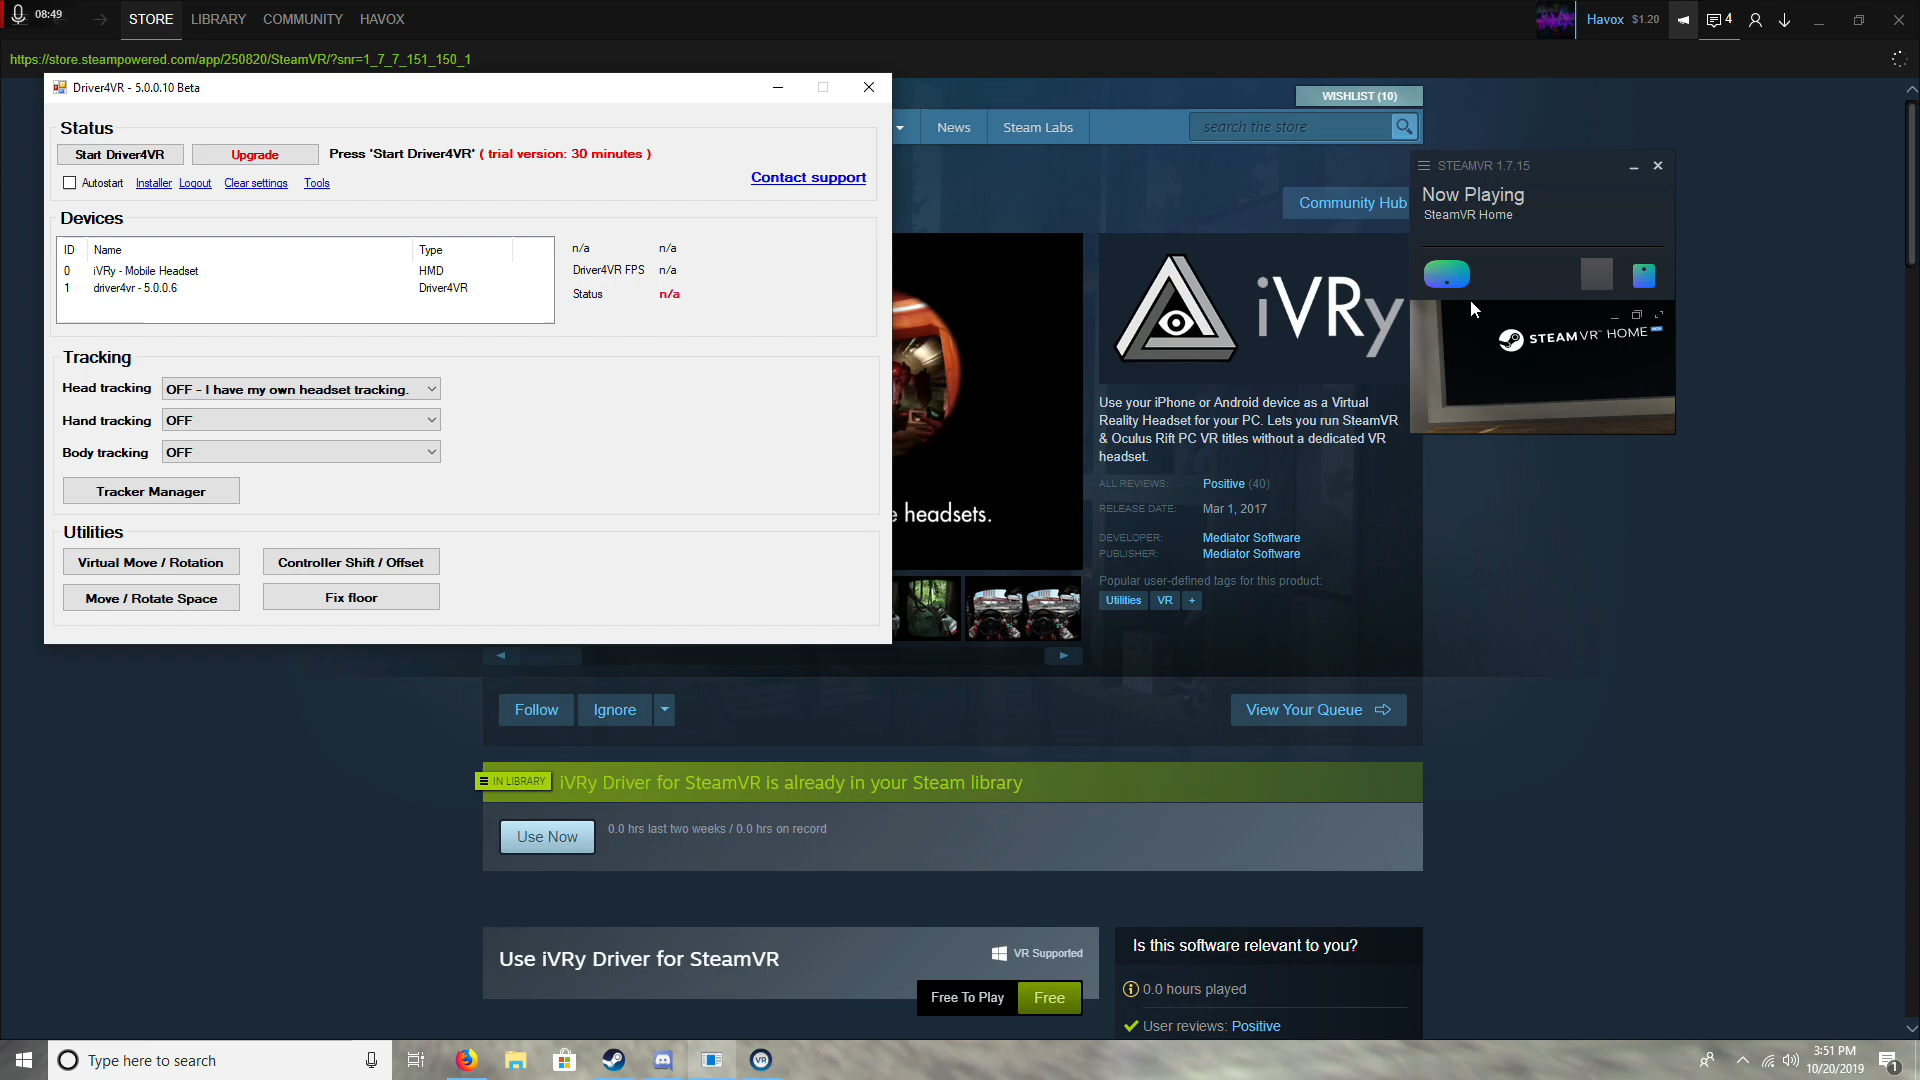 08:49
STORE LIBRARY COMMUNITY HAVOX
Havox $1.20 4
https://store.steampowered.com/app/250820/SteamVR/?snr=1_7_7_151_150_1
Driver4VR - 5.0.0.10 Beta
Status
Start Driver4VR Upgrade Press 'Start Driver4VR' ( trial version: 30 minutes )
Autostart Installer Logout Clear settings Tools
Contact support
Devices
ID Name Type
0 iVRy - Mobile Headset HMD
1 driver4vr - 5.0.0.6 Driver4VR
n/a n/a
Driver4VR FPS n/a
Status n/a
Tracking
Head tracking OFF - I have my own headset tracking.
Hand tracking OFF
Body tracking OFF
Tracker Manager
Utilities
Virtual Move / Rotation Controller Shift / Offset
Move / Rotate Space Fix floor
WISHLIST (10)
News Steam Labs search the store
Community Hub
STEAMVR 1.7.15
Now Playing
SteamVR Home
STEAMVR HOME
iVRy
headsets.
Use your iPhone or Android device as a Virtual
Reality Headset for your PC. Lets you run SteamVR
& Oculus Rift PC VR titles without a dedicated VR
headset.
ALL REVIEWS: Positive (40)
RELEASE DATE: Mar 1, 2017
DEVELOPER: Mediator Software
PUBLISHER: Mediator Software
Popular user-defined tags for this product:
Utilities VR +
Follow Ignore View Your Queue
IN LIBRARY iVRy Driver for SteamVR is already in your Steam library
Use Now 0.0 hrs last two weeks / 0.0 hrs on record
Use iVRy Driver for SteamVR VR Supported
Free To Play Free
Is this software relevant to you?
0.0 hours played
User reviews: Positive
Type here to search
VR
3:51 PM
10/20/2019
1